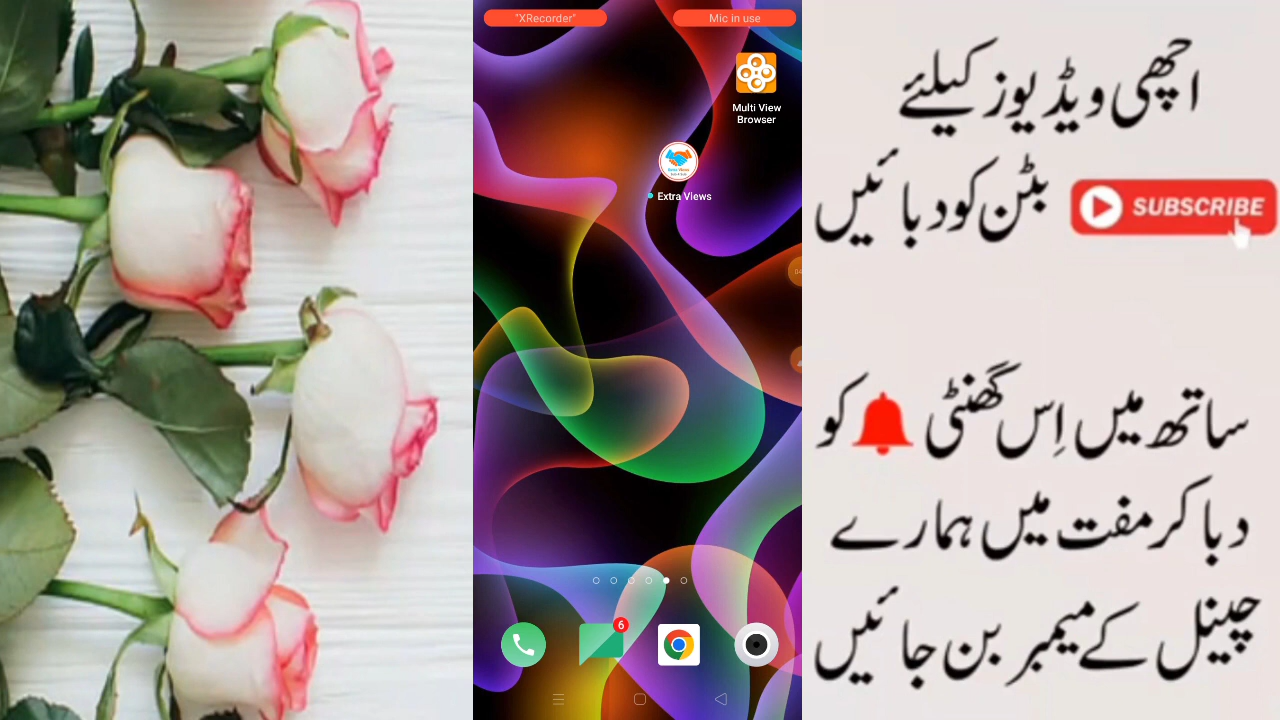 "XRecorder"
Mic in use
Multi View
Browser
Extra Views
6
اچھی ویڈیوز کیلئے
SUBSCRIBE بٹن کو دبائیں
ساتھ میں اِس گھنٹی کو
دبا کر مفت میں ہمارے
چینل کے میمبر بن جائیں